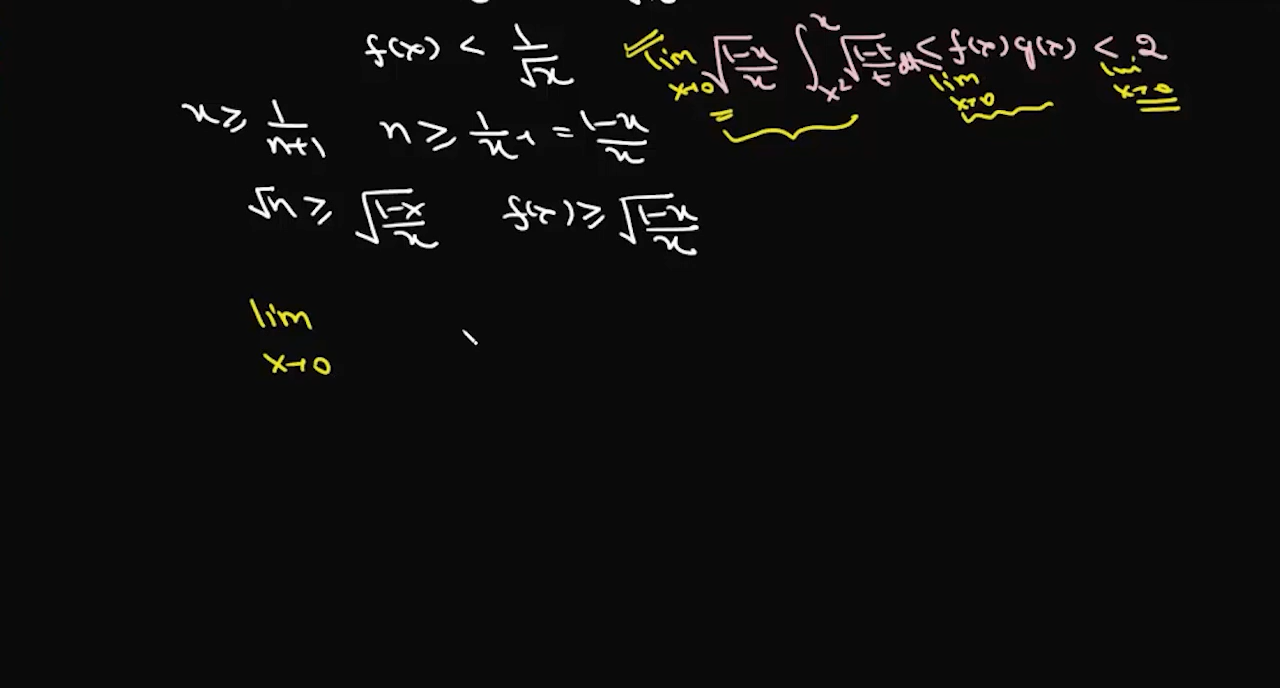 f(x) < 1/√x
lim x→0 √((1-x)/x) ∫_{x²}^{x} √((1-t)/t) dt ≤ lim x→0 f(x) g(x) < lim x→0 2
x ≥ 1/(n+1) n ≥ 1/x -1 = (1-x)/x
√n ≥ √((1-x)/x) f(x) ≥ √((1-x)/x)
lim
x→0